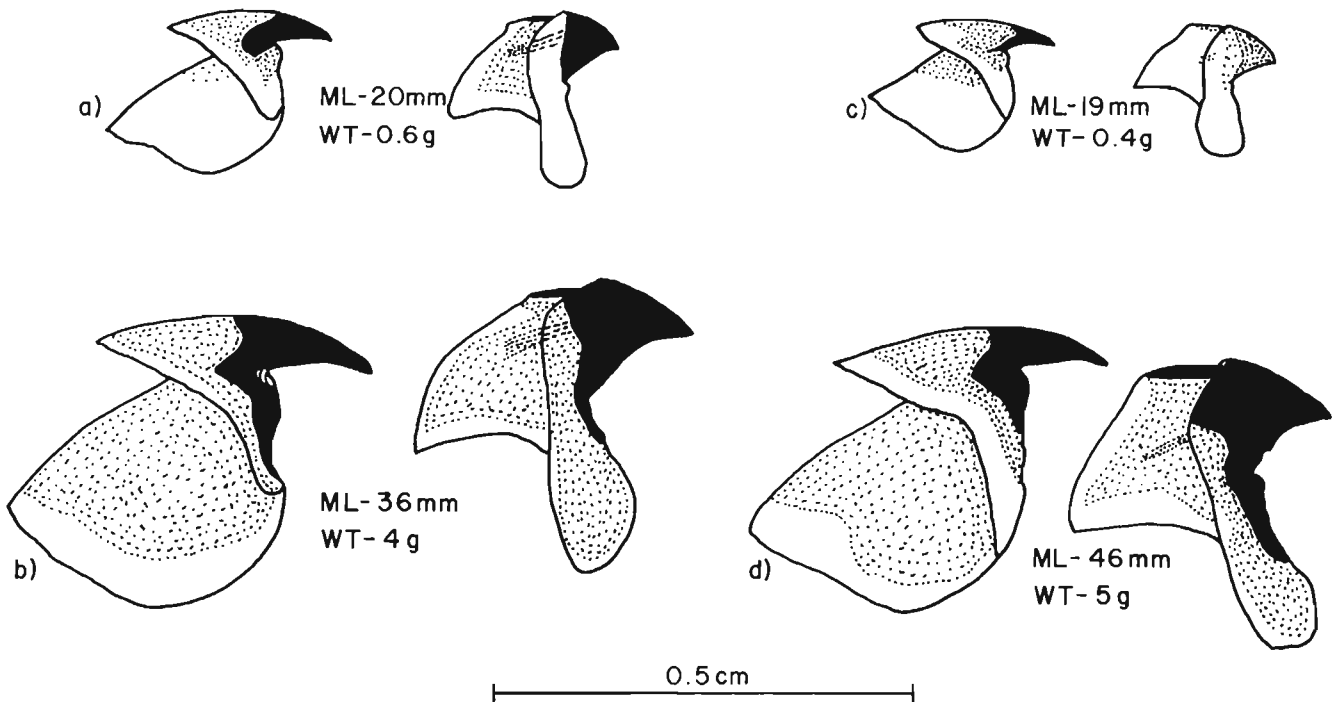 a)
ML-20mm
WT-0.6g
c)
ML-19mm
WT-0.4g
b)
ML-36mm
WT-4g
d)
ML-46mm
WT-5g
0.5cm